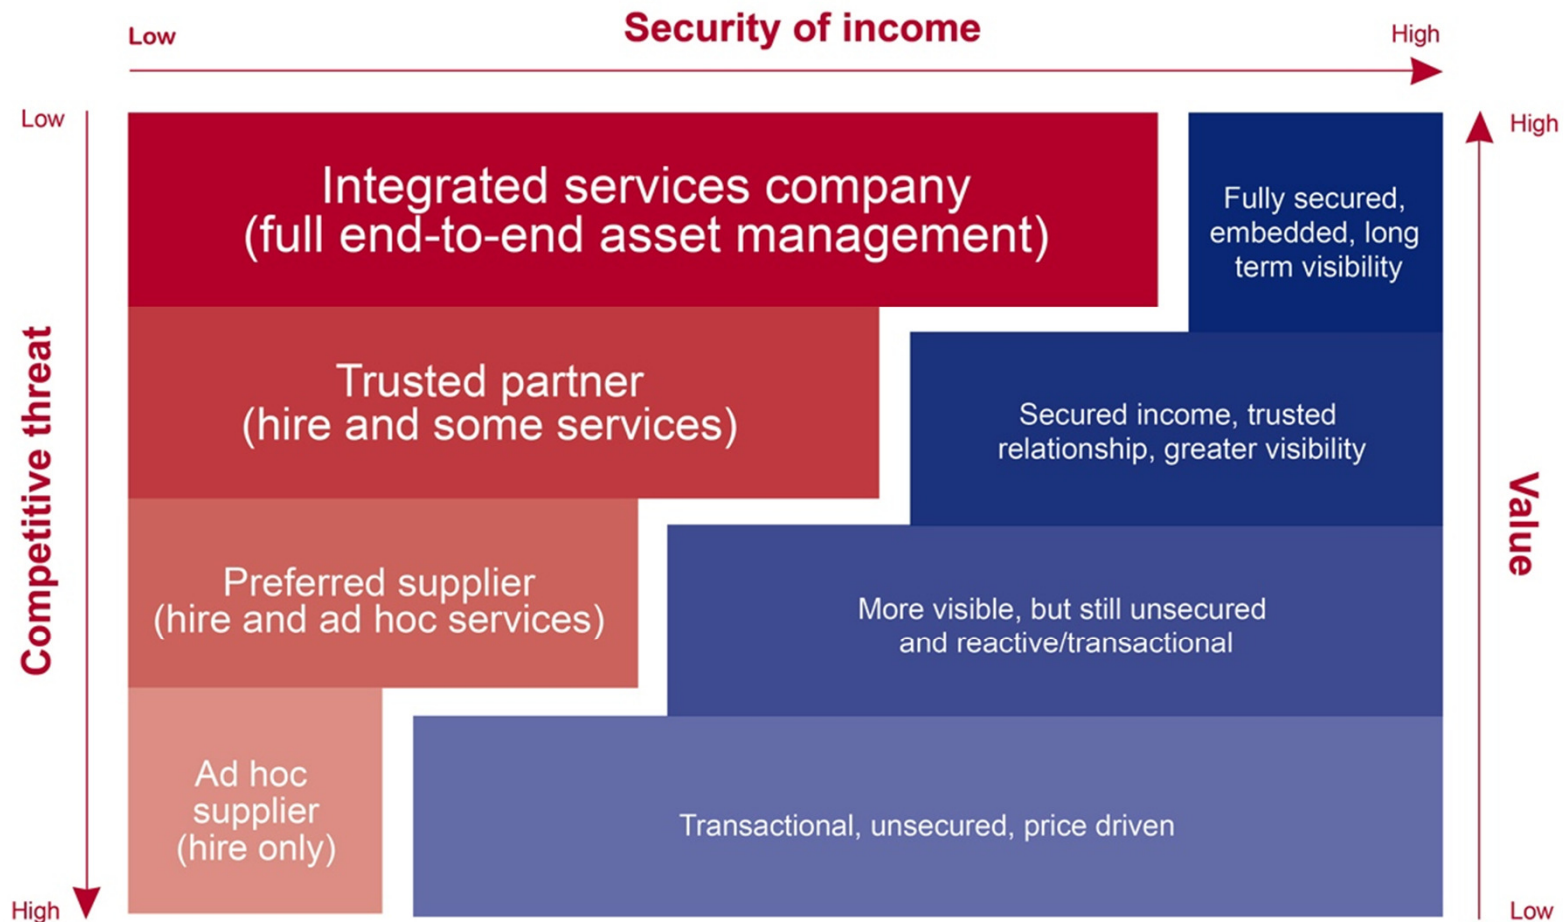 Security of income
Low
High
Low
High
Integrated services company
(full end-to-end asset management)
Fully secured,
embedded, long
term visibility
Trusted partner
(hire and some services)
Secured income, trusted
relationship, greater visibility
Competitive threat
Value
Preferred supplier
(hire and ad hoc services)
More visible, but still unsecured
and reactive/transactional
Ad hoc
supplier
(hire only)
Transactional, unsecured, price driven
High
Low